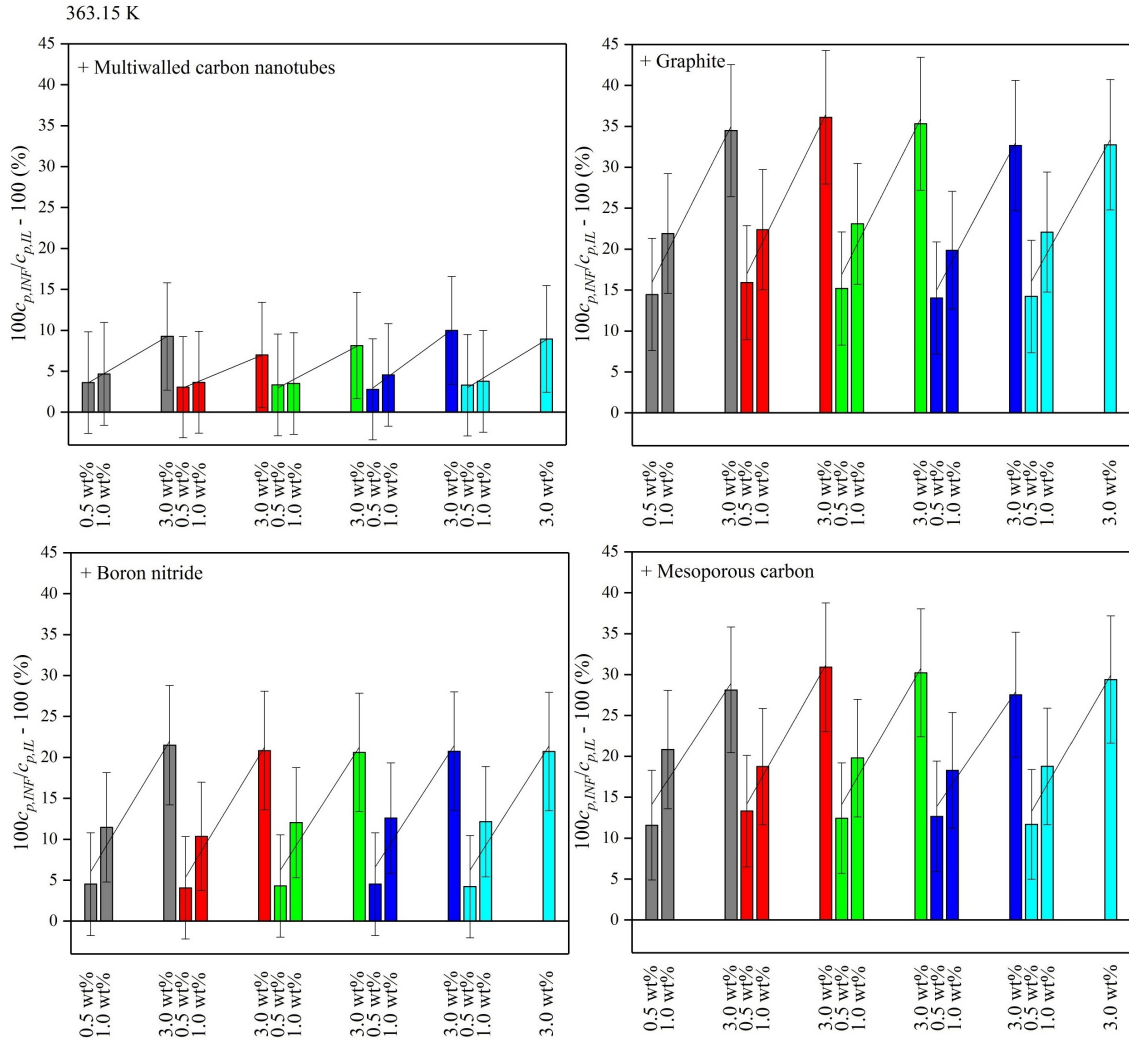 363.15 K
+ Multiwalled carbon nanotubes
100c_{p,INF}/c_{p,IL} - 100 (%)
45
40
35
30
25
20
15
10
5
0
0.5 wt%
1.0 wt%
3.0 wt%
0.5 wt%
1.0 wt%
3.0 wt%
0.5 wt%
1.0 wt%
3.0 wt%
0.5 wt%
1.0 wt%
3.0 wt%
0.5 wt%
1.0 wt%
3.0 wt%
+ Graphite
100c_{p,INF}/c_{p,IL} - 100 (%)
45
40
35
30
25
20
15
10
5
0
0.5 wt%
1.0 wt%
3.0 wt%
0.5 wt%
1.0 wt%
3.0 wt%
0.5 wt%
1.0 wt%
3.0 wt%
0.5 wt%
1.0 wt%
3.0 wt%
0.5 wt%
1.0 wt%
3.0 wt%
+ Boron nitride
100c_{p,INF}/c_{p,IL} - 100 (%)
45
40
35
30
25
20
15
10
5
0
0.5 wt%
1.0 wt%
3.0 wt%
0.5 wt%
1.0 wt%
3.0 wt%
0.5 wt%
1.0 wt%
3.0 wt%
0.5 wt%
1.0 wt%
3.0 wt%
0.5 wt%
1.0 wt%
3.0 wt%
+ Mesoporous carbon
100c_{p,INF}/c_{p,IL} - 100 (%)
45
40
35
30
25
20
15
10
5
0
0.5 wt%
1.0 wt%
3.0 wt%
0.5 wt%
1.0 wt%
3.0 wt%
0.5 wt%
1.0 wt%
3.0 wt%
0.5 wt%
1.0 wt%
3.0 wt%
0.5 wt%
1.0 wt%
3.0 wt%